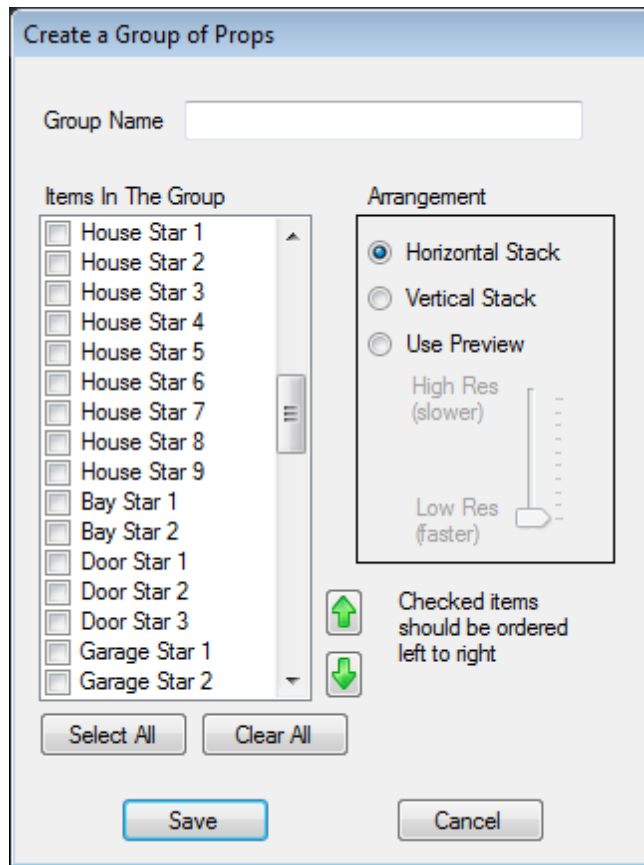 Create a Group of Props
Group Name
Items In The Group
House Star 1
House Star 2
House Star 3
House Star 4
House Star 5
House Star 6
House Star 7
House Star 8
House Star 9
Bay Star 1
Bay Star 2
Door Star 1
Door Star 2
Door Star 3
Garage Star 1
Garage Star 2
Select All
Clear All
Arrangement
Horizontal Stack
Vertical Stack
Use Preview
High Res
(slower)
Low Res
(faster)
Checked items
should be ordered
left to right
Save
Cancel